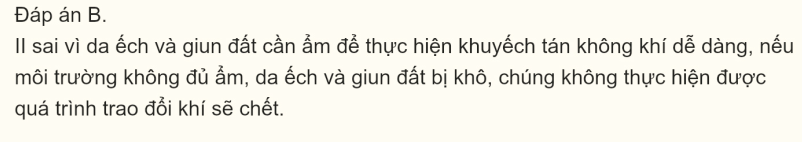 Đáp án B.
II sai vì da ếch và giun đất cần ẩm để thực hiện khuyếch tán không khí dễ dàng, nếu
môi trường không đủ ẩm, da ếch và giun đất bị khô, chúng không thực hiện được
quá trình trao đổi khí sẽ chết.